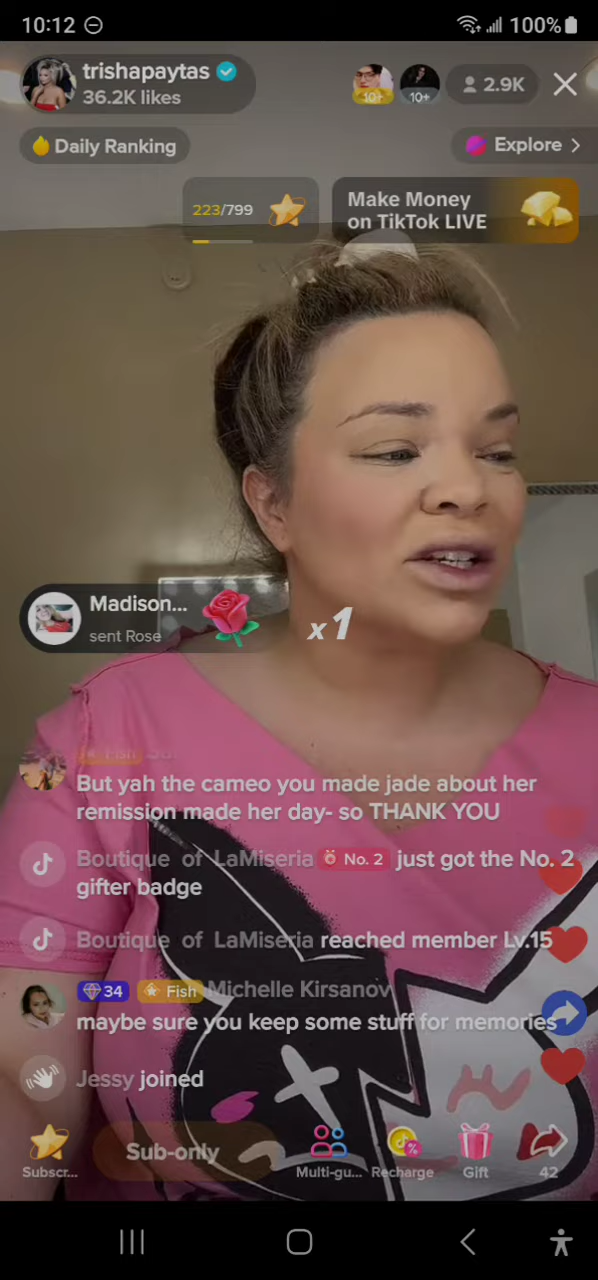 10:12 100%
trishapaytas
36.2K likes
10+
10+
2.9K
Daily Ranking
Explore >
223/799
Make Money
on TikTok LIVE
Madison...
sent Rose
x1
Fish
But yah the cameo you made jade about her
remission made her day- so THANK YOU
Boutique of LaMiseria No. 2 just got the No. 2
gifter badge
Boutique of LaMiseria reached member Lv.15
34 Fish Michelle Kirsanov
maybe sure you keep some stuff for memories
Jessy joined
Sub-only
Subscr... Multi-gu... Recharge Gift 42